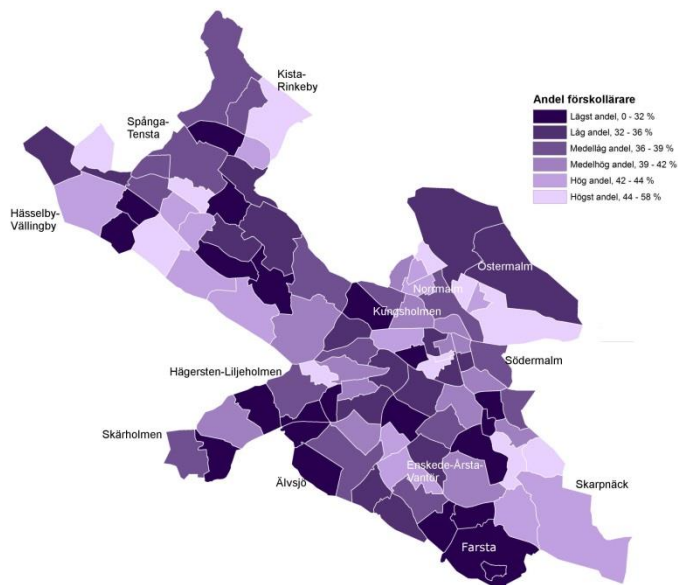 Kista-
Rinkeby
Spånga-
Tensta
Hässelby-
Vällingby
Andel förskollärare
Lägst andel, 0 - 32 %
Låg andel, 32 - 36 %
Medellåg andel, 36 - 39 %
Medelhög andel, 39 - 42 %
Hög andel, 42 - 44 %
Högst andel, 44 - 58 %
Östermalm
Norrmalm
Kungsholmen
Södermalm
Hägersten-Liljeholmen
Skärholmen
Älvsjö
Enskede-Årsta-
Vantör
Skarpnäck
Farsta